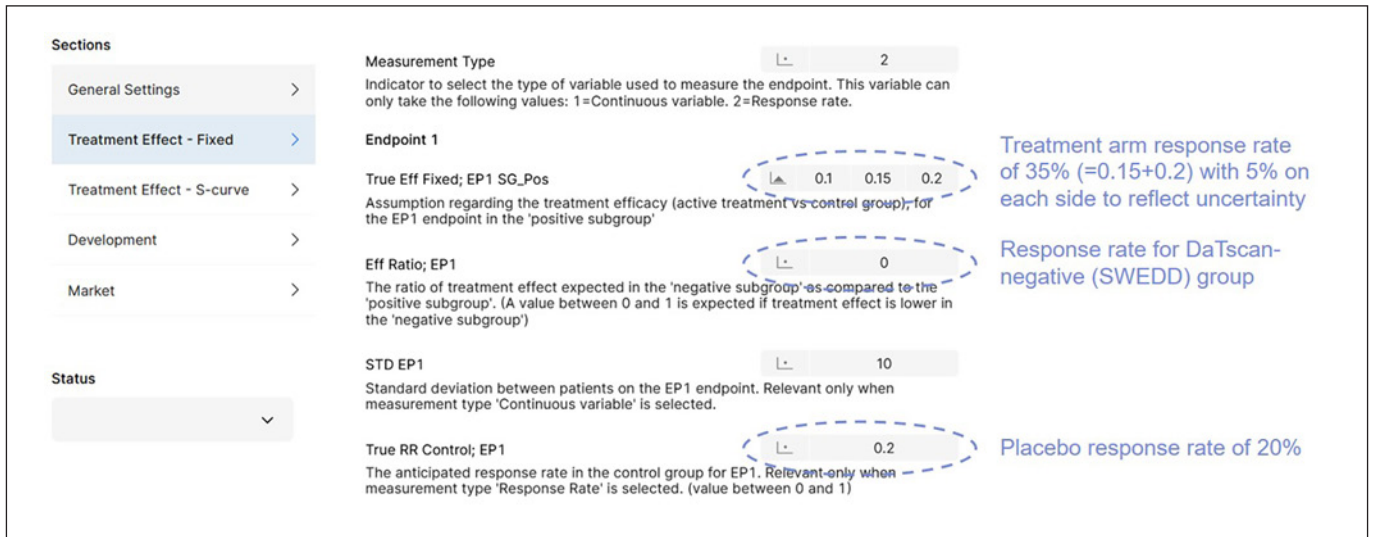 Sections
General Settings
Treatment Effect - Fixed
Treatment Effect - S-curve
Development
Market
Status
Measurement Type
2
Indicator to select the type of variable used to measure the endpoint. This variable can
only take the following values: 1=Continuous variable. 2=Response rate.
Endpoint 1
True Eff Fixed; EP1 SG_Pos
0.1 0.15 0.2
Assumption regarding the treatment efficacy (active treatment vs control group), for
the EP1 endpoint in the 'positive subgroup'
Treatment arm response rate
of 35% (=0.15+0.2) with 5% on
each side to reflect uncertainty
Eff Ratio; EP1
0
The ratio of treatment effect expected in the 'negative subgroup' as compared to the
'positive subgroup'. (A value between 0 and 1 is expected if treatment effect is lower in
the 'negative subgroup')
Response rate for DaTscan-
negative (SWEDD) group
STD EP1
10
Standard deviation between patients on the EP1 endpoint. Relevant only when
measurement type 'Continuous variable' is selected.
True RR Control; EP1
0.2
The anticipated response rate in the control group for EP1. Relevant only when
measurement type 'Response Rate' is selected. (value between 0 and 1)
Placebo response rate of 20%